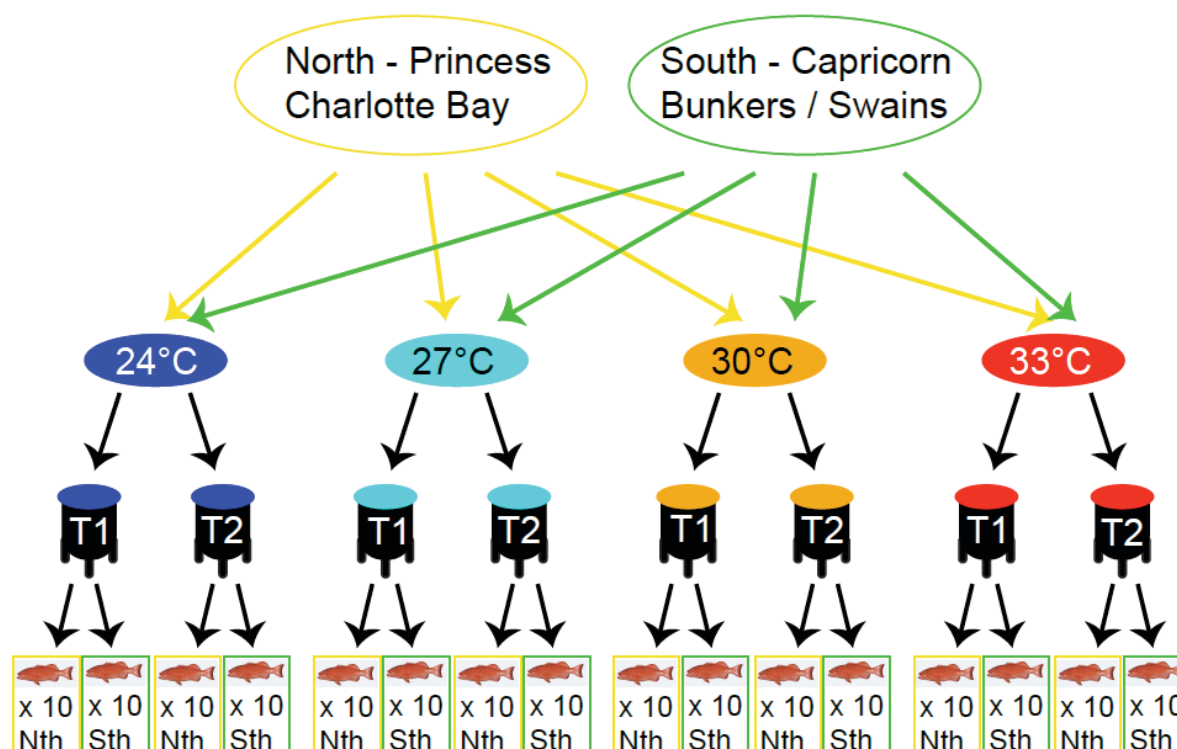 North - Princess
Charlotte Bay
South - Capricorn
Bunkers / Swains
24°C
27°C
30°C
33°C
T1
T2
T1
T2
T1
T2
T1
T2
x 10
Nth
x 10
Sth
x 10
Nth
x 10
Sth
x 10
Nth
x 10
Sth
x 10
Nth
x 10
Sth
x 10
Nth
x 10
Sth
x 10
Nth
x 10
Sth
x 10
Nth
x 10
Sth
x 10
Nth
x 10
Sth